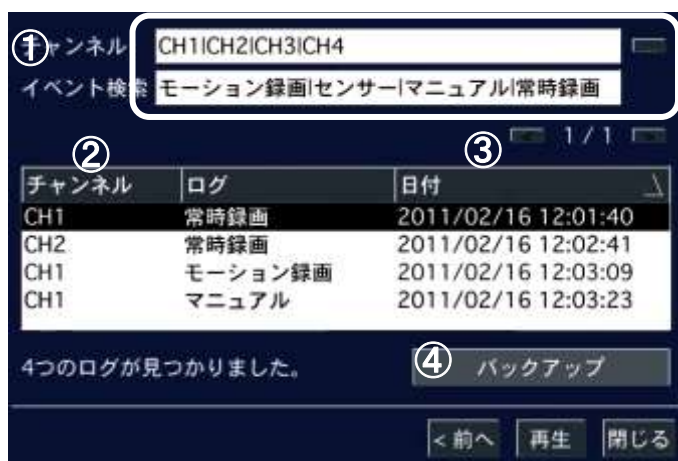 ①チャンネル CH1|CH2|CH3|CH4
イベント検索 モーション録画|センサー|マニュアル|常時録画
② ③ 1/1
チャンネル ログ 日付
CH1 常時録画 2011/02/16 12:01:40
CH2 常時録画 2011/02/16 12:02:41
CH1 モーション録画 2011/02/16 12:03:09
CH1 マニュアル 2011/02/16 12:03:23
4つのログが見つかりました。 ④ バックアップ
<前へ 再生 閉じる